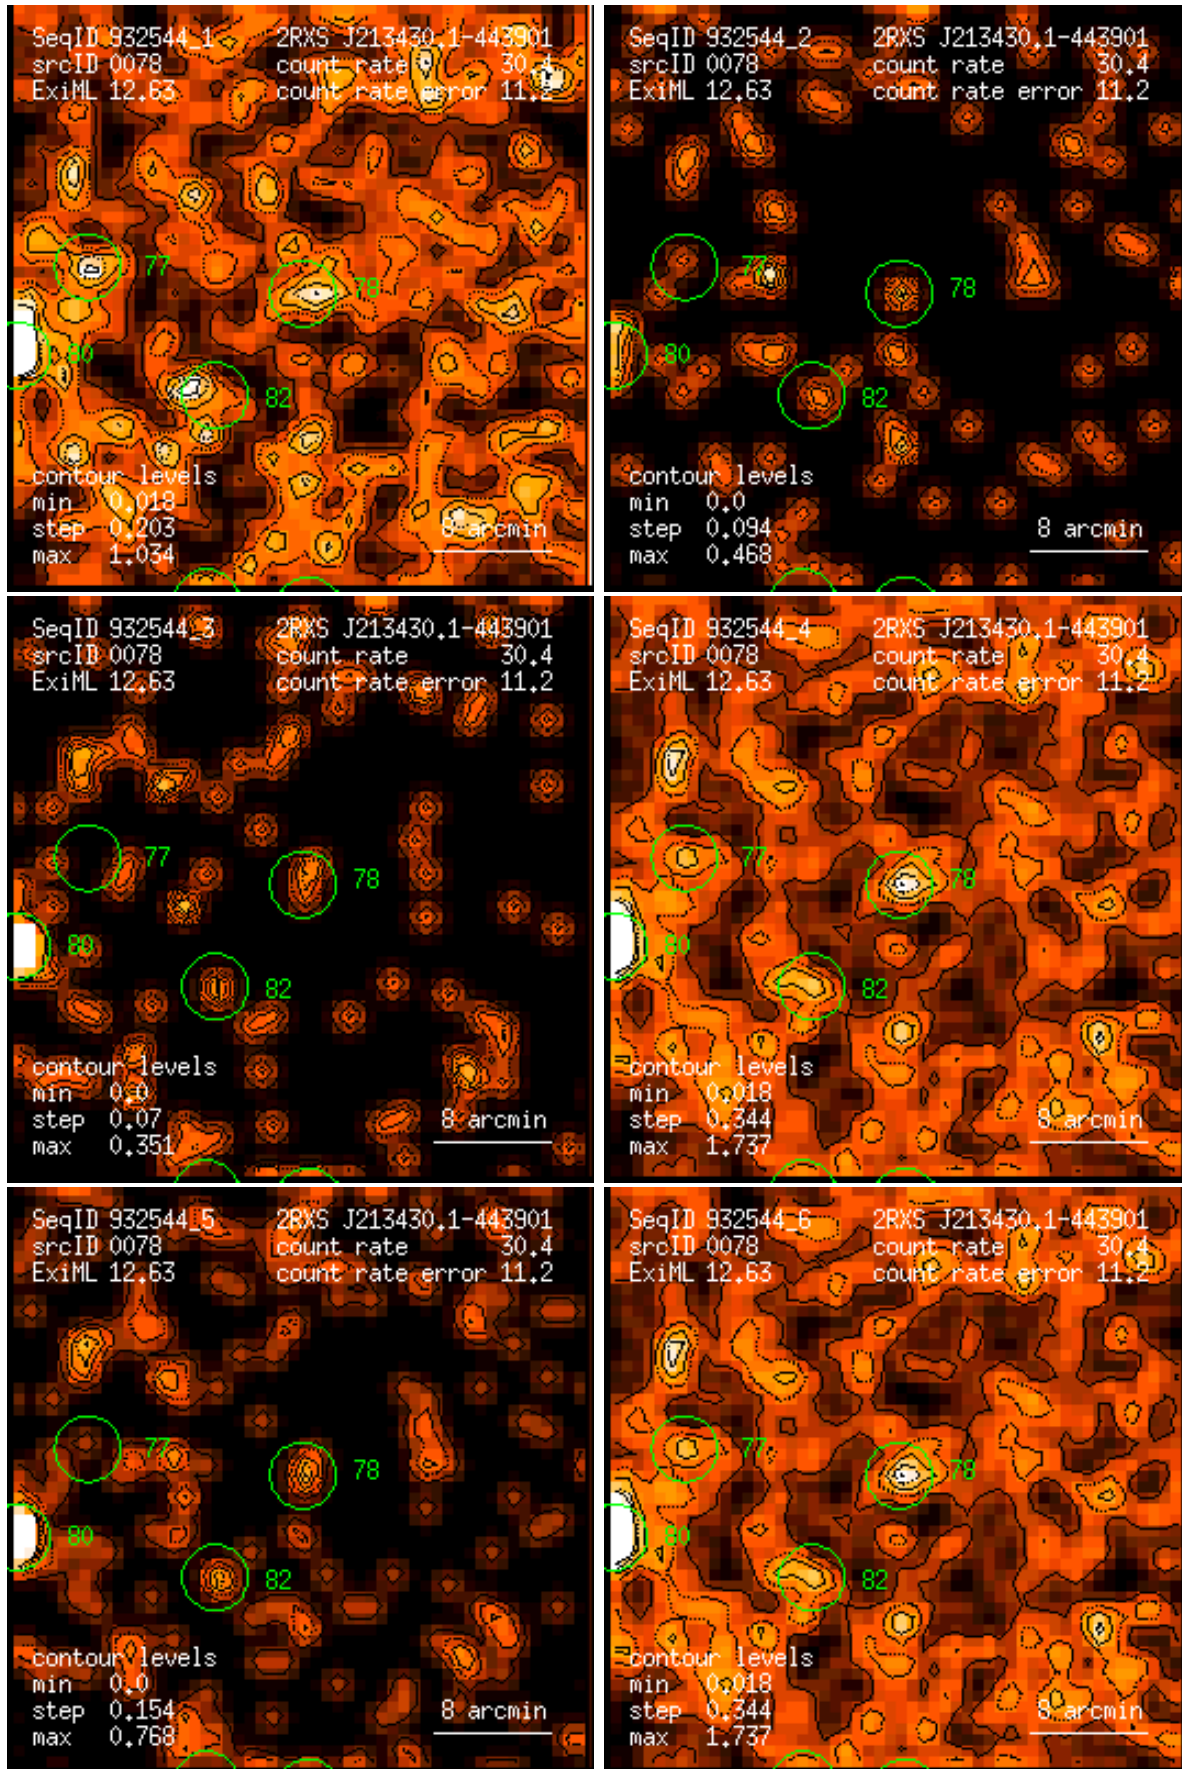 SeqID 932544_1 2RXS J213430.1-443901
srcID 0078 count rate 30.4
ExiML 12.63 count rate error 11.2
77
78
80
82
contour levels
min 0.018
step 0.203 8 arcmin
max 1.034
SeqID 932544_2 2RXS J213430.1-443901
srcID 0078 count rate 30.4
ExiML 12.63 count rate error 11.2
77
78
80
82
contour levels
min 0.0
step 0.094 8 arcmin
max 0.468
SeqID 932544_3 2RXS J213430.1-443901
srcID 0078 count rate 30.4
ExiML 12.63 count rate error 11.2
77
78
80
82
contour levels
min 0.0
step 0.07 8 arcmin
max 0.351
SeqID 932544_4 2RXS J213430.1-443901
srcID 0078 count rate 30.4
ExiML 12.63 count rate error 11.2
77
78
80
82
contour levels
min 0.018
step 0.344 8 arcmin
max 1.737
SeqID 932544_5 2RXS J213430.1-443901
srcID 0078 count rate 30.4
ExiML 12.63 count rate error 11.2
77
78
80
82
contour levels
min 0.0
step 0.154 8 arcmin
max 0.768
SeqID 932544_6 2RXS J213430.1-443901
srcID 0078 count rate 30.4
ExiML 12.63 count rate error 11.2
77
78
80
82
contour levels
min 0.018
step 0.344 8 arcmin
max 1.737